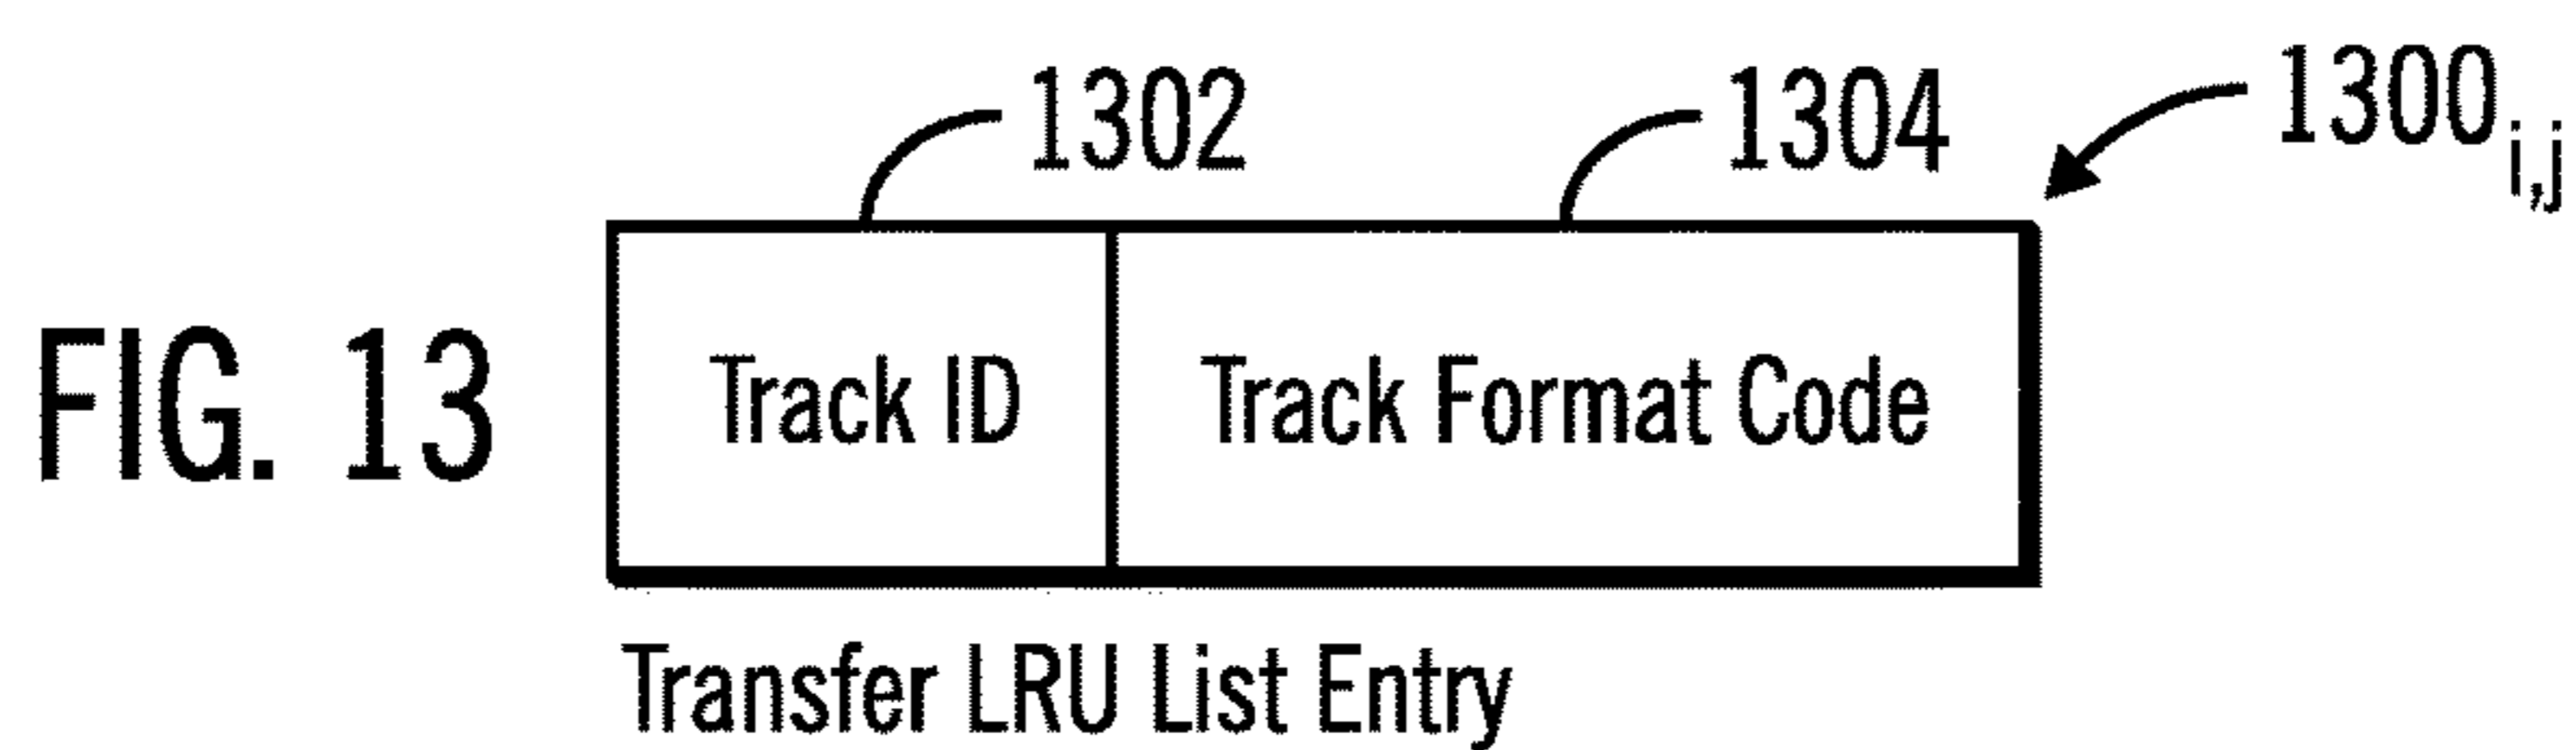 1302 1304 1300i,j
FIG. 13 Track ID Track Format Code
Transfer LRU List Entry